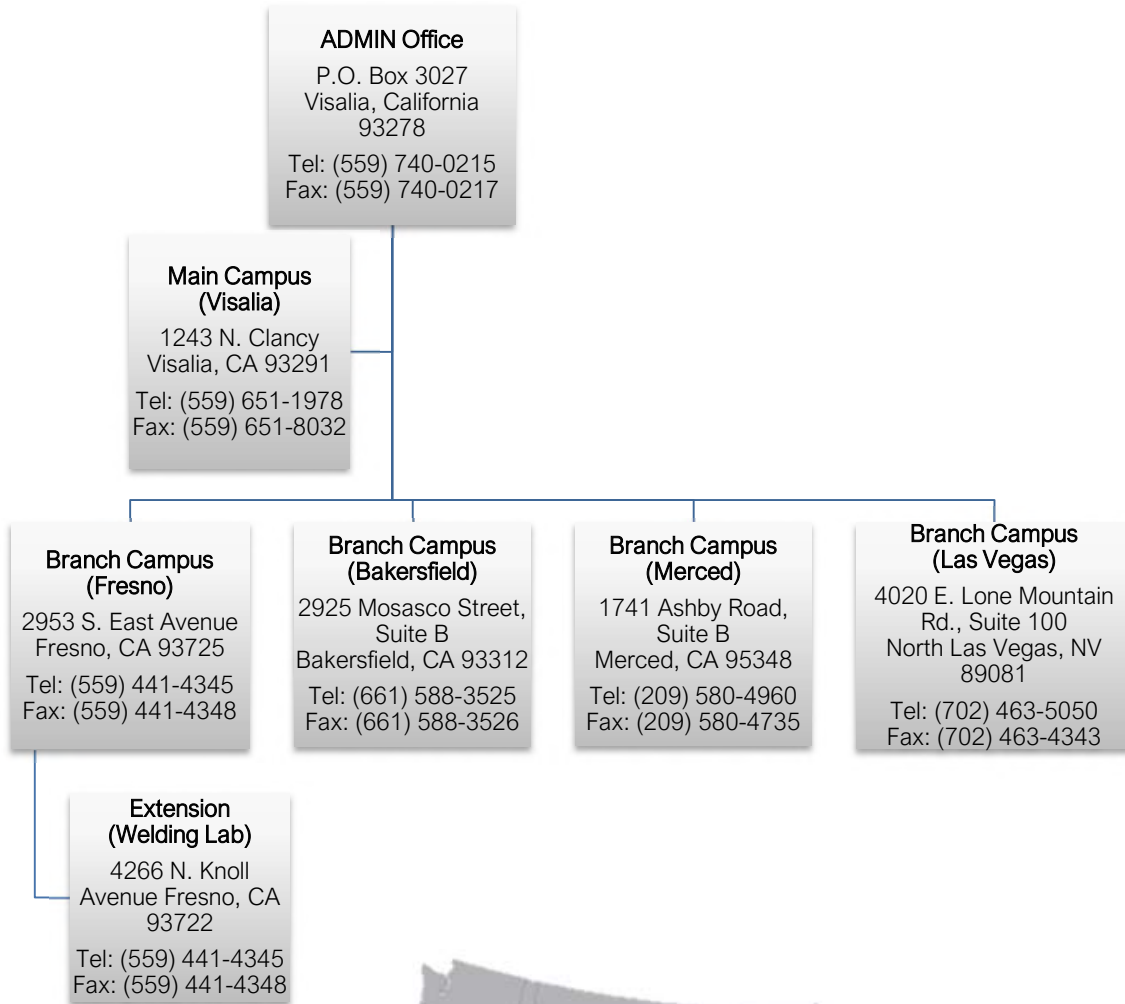 ADMIN Office
P.O. Box 3027
Visalia, California
93278
Tel: (559) 740-0215
Fax: (559) 740-0217
Main Campus
(Visalia)
1243 N. Clancy
Visalia, CA 93291
Tel: (559) 651-1978
Fax: (559) 651-8032
Branch Campus
(Fresno)
2953 S. East Avenue
Fresno, CA 93725
Tel: (559) 441-4345
Fax: (559) 441-4348
Branch Campus
(Bakersfield)
2925 Mosasco Street,
Suite B
Bakersfield, CA 93312
Tel: (661) 588-3525
Fax: (661) 588-3526
Branch Campus
(Merced)
1741 Ashby Road,
Suite B
Merced, CA 95348
Tel: (209) 580-4960
Fax: (209) 580-4735
Branch Campus
(Las Vegas)
4020 E. Lone Mountain
Rd., Suite 100
North Las Vegas, NV
89081
Tel: (702) 463-5050
Fax: (702) 463-4343
Extension
(Welding Lab)
4266 N. Knoll
Avenue Fresno, CA
93722
Tel: (559) 441-4345
Fax: (559) 441-4348